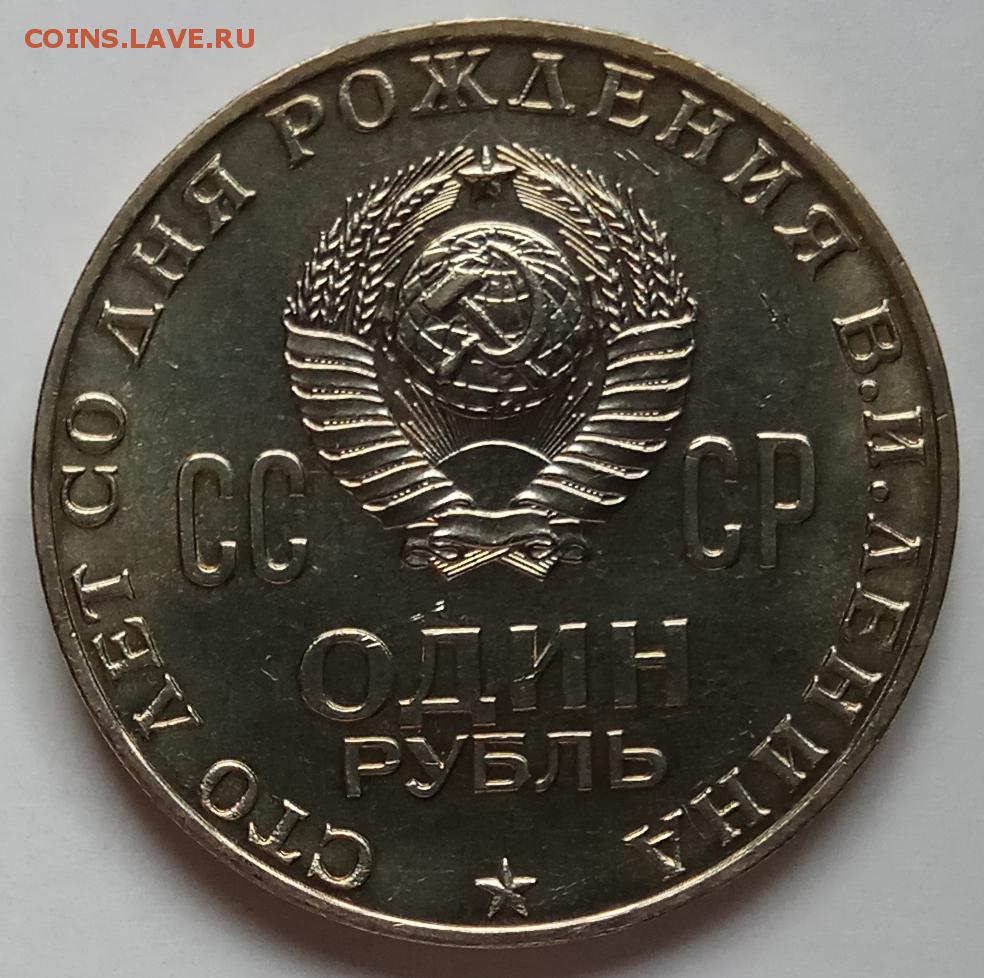 COINS.LAVE.RU
СТО ЛЕТ СО ДНЯ РОЖДЕНИЯ В.И.ЛЕНИНА
СС СР
ОДИН
РУБЛЬ